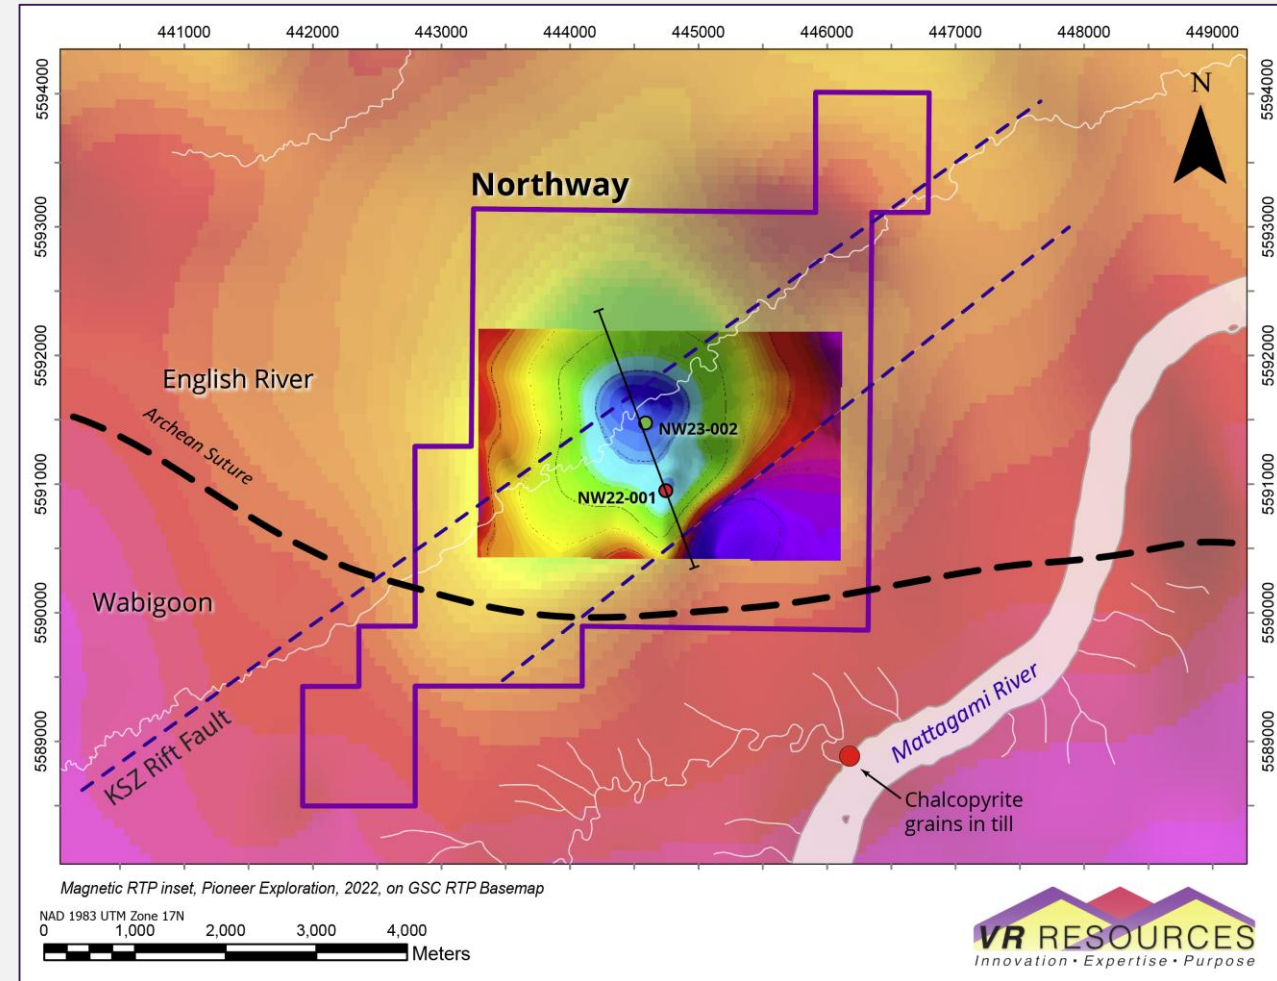 441000 442000 443000 444000 445000 446000 447000 448000 449000
5594000
5593000
5592000
5591000
5590000
5589000
5594000
5593000
5592000
5591000
5590000
5589000
N
Northway
English River
Archean Suture
NW23-002
NW22-001
Wabigoon
KSZ Rift Fault
Mattagami River
Chalcopyrite
grains in till
Magnetic RTP inset, Pioneer Exploration, 2022, on GSC RTP Basemap
NAD 1983 UTM Zone 17N
0 1,000 2,000 3,000 4,000
Meters
VR RESOURCES
Innovation • Expertise • Purpose